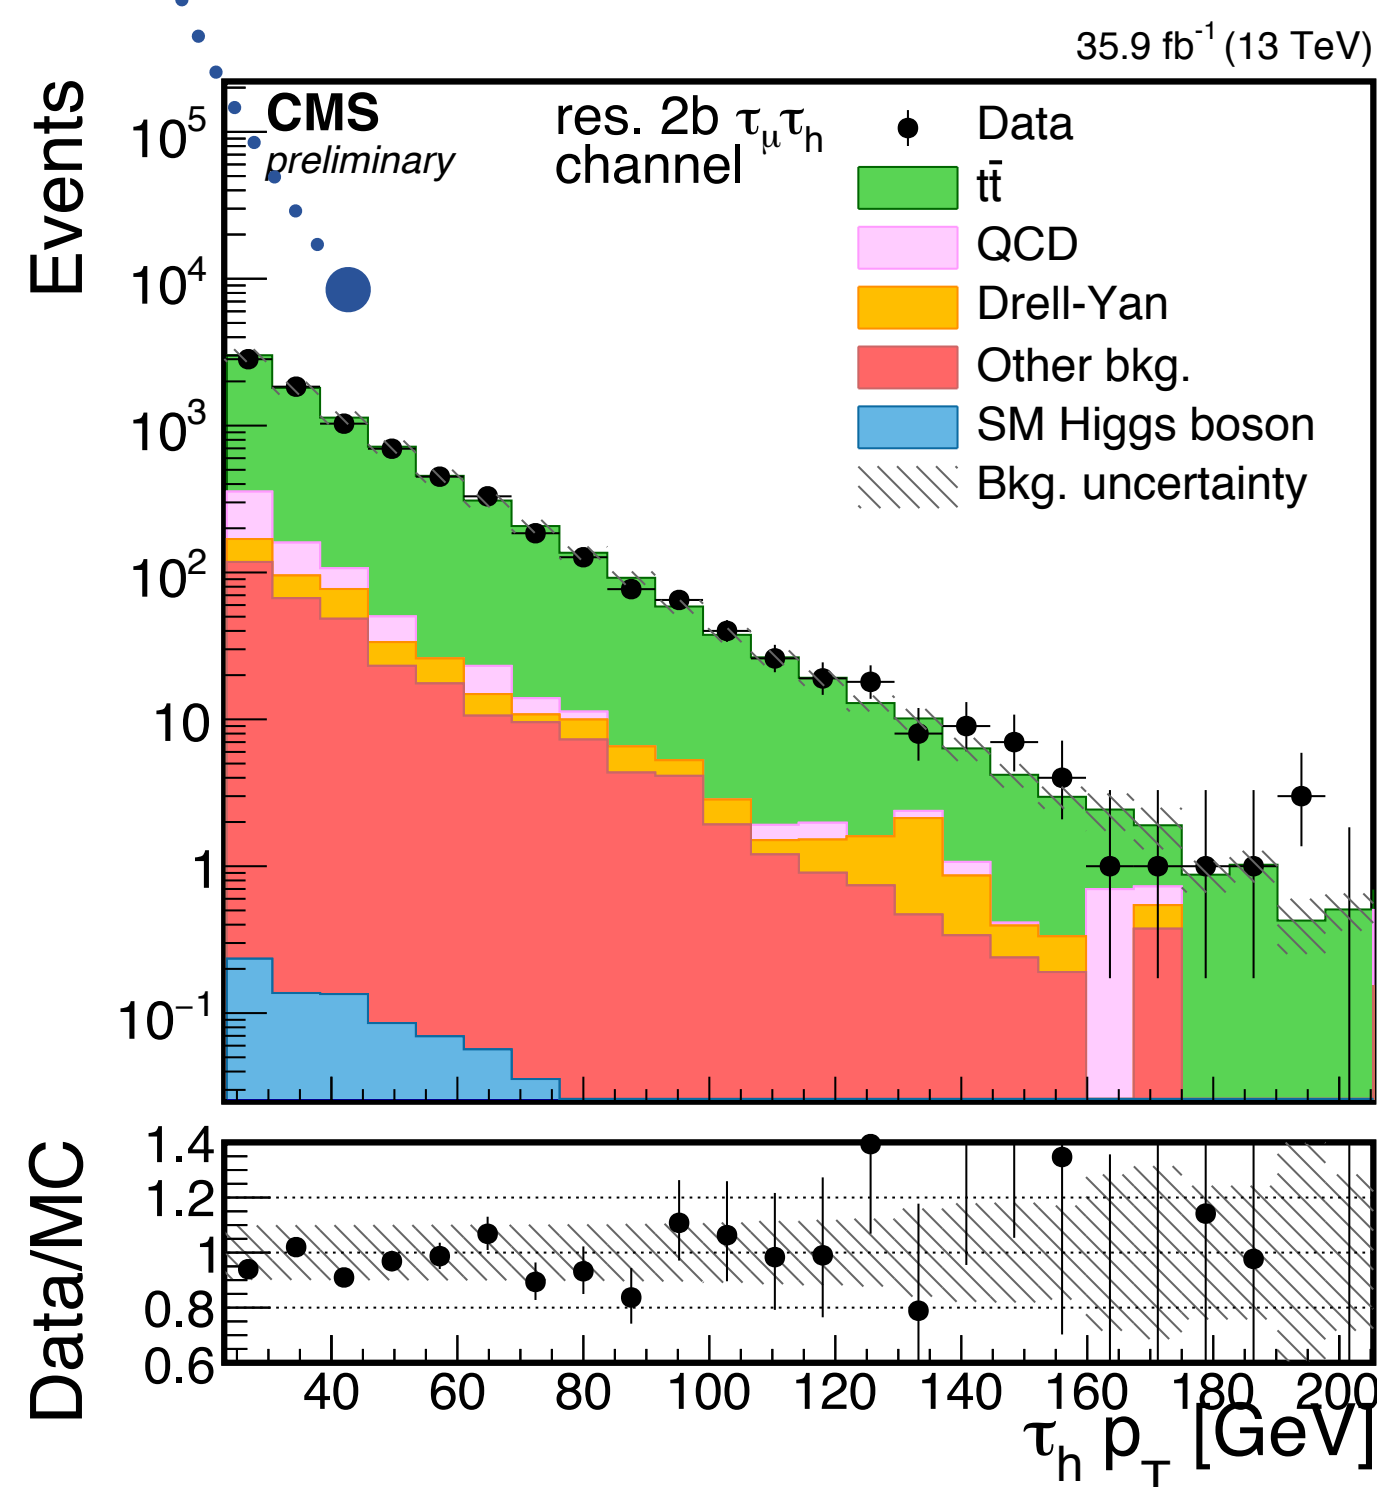 35.9 fb⁻¹ (13 TeV)
Events
CMS
preliminary
res. 2b τμτh
channel
Data
tt̄
QCD
Drell-Yan
Other bkg.
SM Higgs boson
Bkg. uncertainty
10⁵
10⁴
10³
10²
10
1
10⁻¹
Data/MC
1.4
1.2
1
0.8
0.6
40 60 80 100 120 140 160 180 200
τh pT [GeV]